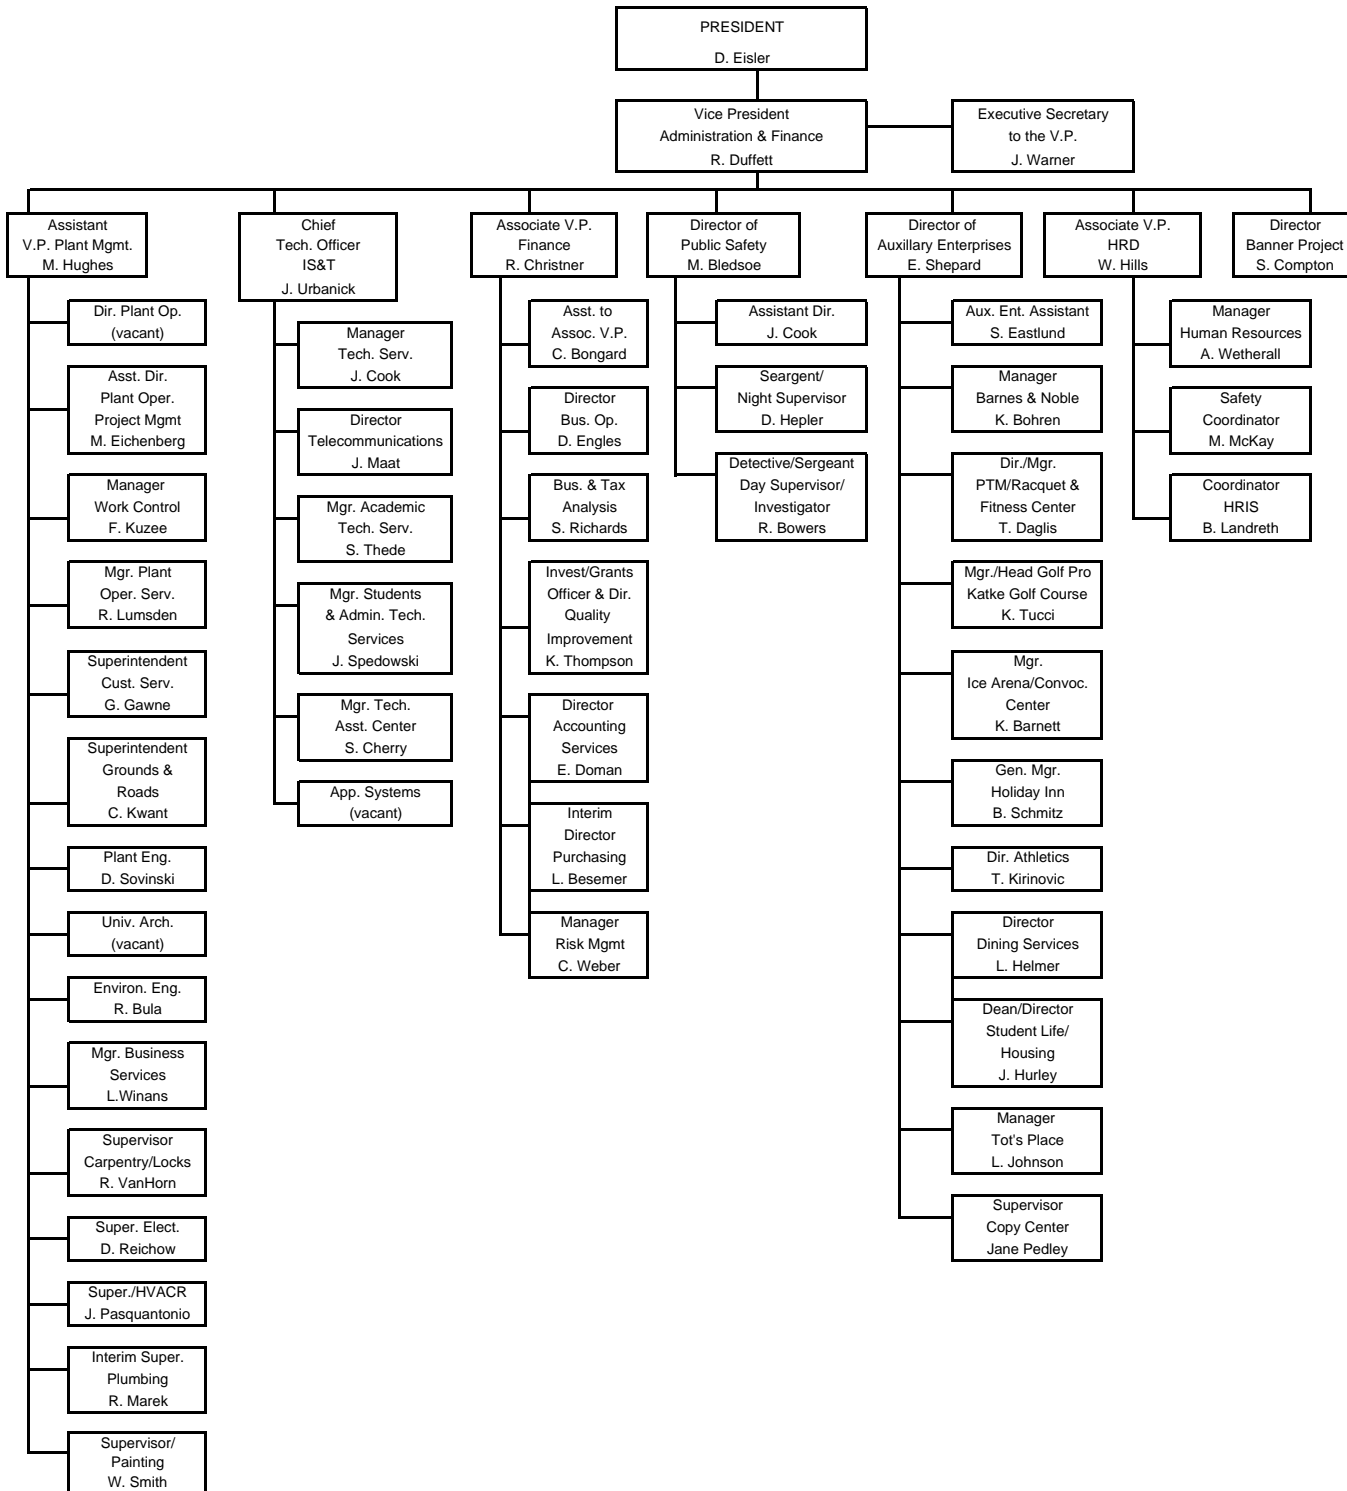 PRESIDENT
D. Eisler
Vice President
Administration & Finance
R. Duffett
Executive Secretary
to the V.P.
J. Warner
Assistant
V.P. Plant Mgmt.
M. Hughes
Chief
Tech. Officer
IS&T
J. Urbanick
Associate V.P.
Finance
R. Christner
Director of
Public Safety
M. Bledsoe
Director of
Auxillary Enterprises
E. Shepard
Associate V.P.
HRD
W. Hills
Director
Banner Project
S. Compton
Dir. Plant Op.
(vacant)
Asst. Dir.
Plant Oper.
Project Mgmt
M. Eichenberg
Manager
Work Control
F. Kuzee
Mgr. Plant
Oper. Serv.
R. Lumsden
Superintendent
Cust. Serv.
G. Gawne
Superintendent
Grounds &
Roads
C. Kwant
Plant Eng.
D. Sovinski
Univ. Arch.
(vacant)
Environ. Eng.
R. Bula
Mgr. Business
Services
L.Winans
Supervisor
Carpentry/Locks
R. VanHorn
Super. Elect.
D. Reichow
Super./HVACR
J. Pasquantonio
Interim Super.
Plumbing
R. Marek
Supervisor/
Painting
W. Smith
Manager
Tech. Serv.
J. Cook
Director
Telecommunications
J. Maat
Mgr. Academic
Tech. Serv.
S. Thede
Mgr. Students
& Admin. Tech.
Services
J. Spedowski
Mgr. Tech.
Asst. Center
S. Cherry
App. Systems
(vacant)
Asst. to
Assoc. V.P.
C. Bongard
Director
Bus. Op.
D. Engles
Bus. & Tax
Analysis
S. Richards
Invest/Grants
Officer & Dir.
Quality
Improvement
K. Thompson
Director
Accounting
Services
E. Doman
Interim
Director
Purchasing
L. Besemer
Manager
Risk Mgmt
C. Weber
Assistant Dir.
J. Cook
Seargent/
Night Supervisor
D. Hepler
Detective/Sergeant
Day Supervisor/
Investigator
R. Bowers
Aux. Ent. Assistant
S. Eastlund
Manager
Barnes & Noble
K. Bohren
Dir./Mgr.
PTM/Racquet &
Fitness Center
T. Daglis
Mgr./Head Golf Pro
Katke Golf Course
K. Tucci
Mgr.
Ice Arena/Convoc.
Center
K. Barnett
Gen. Mgr.
Holiday Inn
B. Schmitz
Dir. Athletics
T. Kirinovic
Director
Dining Services
L. Helmer
Dean/Director
Student Life/
Housing
J. Hurley
Manager
Tot's Place
L. Johnson
Supervisor
Copy Center
Jane Pedley
Manager
Human Resources
A. Wetherall
Safety
Coordinator
M. McKay
Coordinator
HRIS
B. Landreth